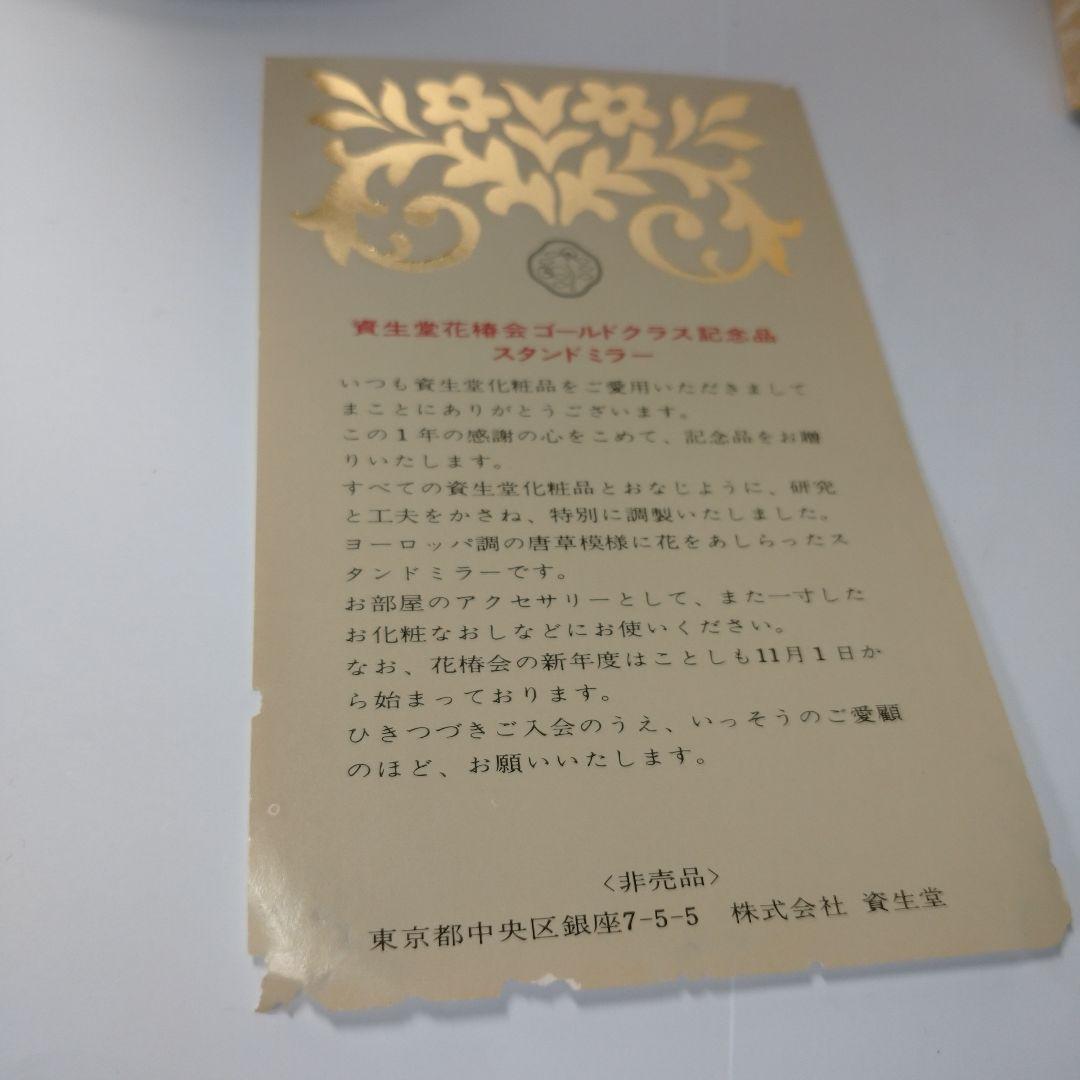 資生堂花椿会ゴールドクラス記念品
スタンドミラー
いつも資生堂化粧品をご愛用いただきまして
まことにありがとうございます。
この1年の感謝の心をこめて、記念品をお贈
りいたします。
すべての資生堂化粧品とおなじように、研究
と工夫をかさね、特別に調製いたしました。
ヨーロッパ調の唐草模様に花をあしらったス
タンドミラーです。
お部屋のアクセサリーとして、また一寸した
お化粧なおしなどにお使いください。
なお、花椿会の新年度はことしも11月1日か
ら始まっております。
ひきつづきご入会のうえ、いっそうのご愛顧
のほど、お願いいたします。
〈非売品〉
東京都中央区銀座7-5-5 株式会社 資生堂